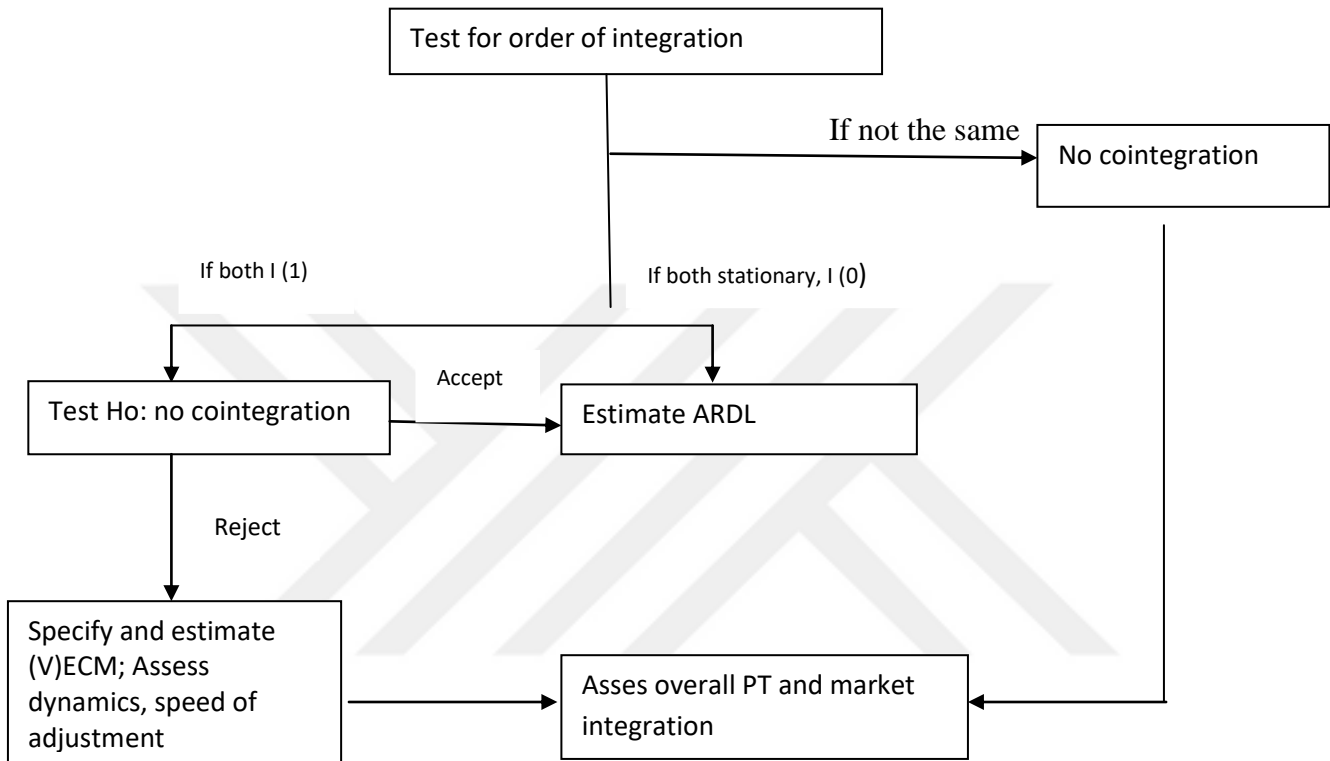 Test for order of integration
If not the same
No cointegration
If both I (1)
If both stationary, I (0)
Accept
Test Ho: no cointegration
Estimate ARDL
Reject
Specify and estimate
(V)ECM; Assess
dynamics, speed of
adjustment
Asses overall PT and market
integration